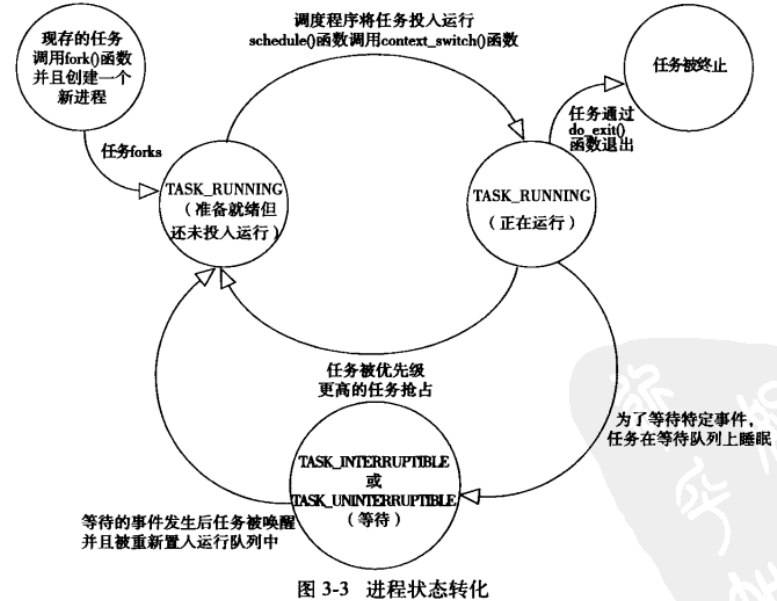 调度程序将任务投入运行
schedule()函数调用context_switch()函数
现存的任务
调用fork()函数
并且创建一个
新进程
任务被终止
任务通过
do_exit()
函数退出
任务forks
TASK_RUNNING
（准备就绪但
还未投入运行）
TASK_RUNNING
（正在运行）
任务被优先级
更高的任务抢占
为了等待特定事件，
任务在等待队列上睡眠
TASK_INTERRUPTIBLE
或
TASK_UNINTERRUPTIBLE
（等待）
等待的事件发生后任务被唤醒
并且被重新置入运行队列中
图 3-3 进程状态转化